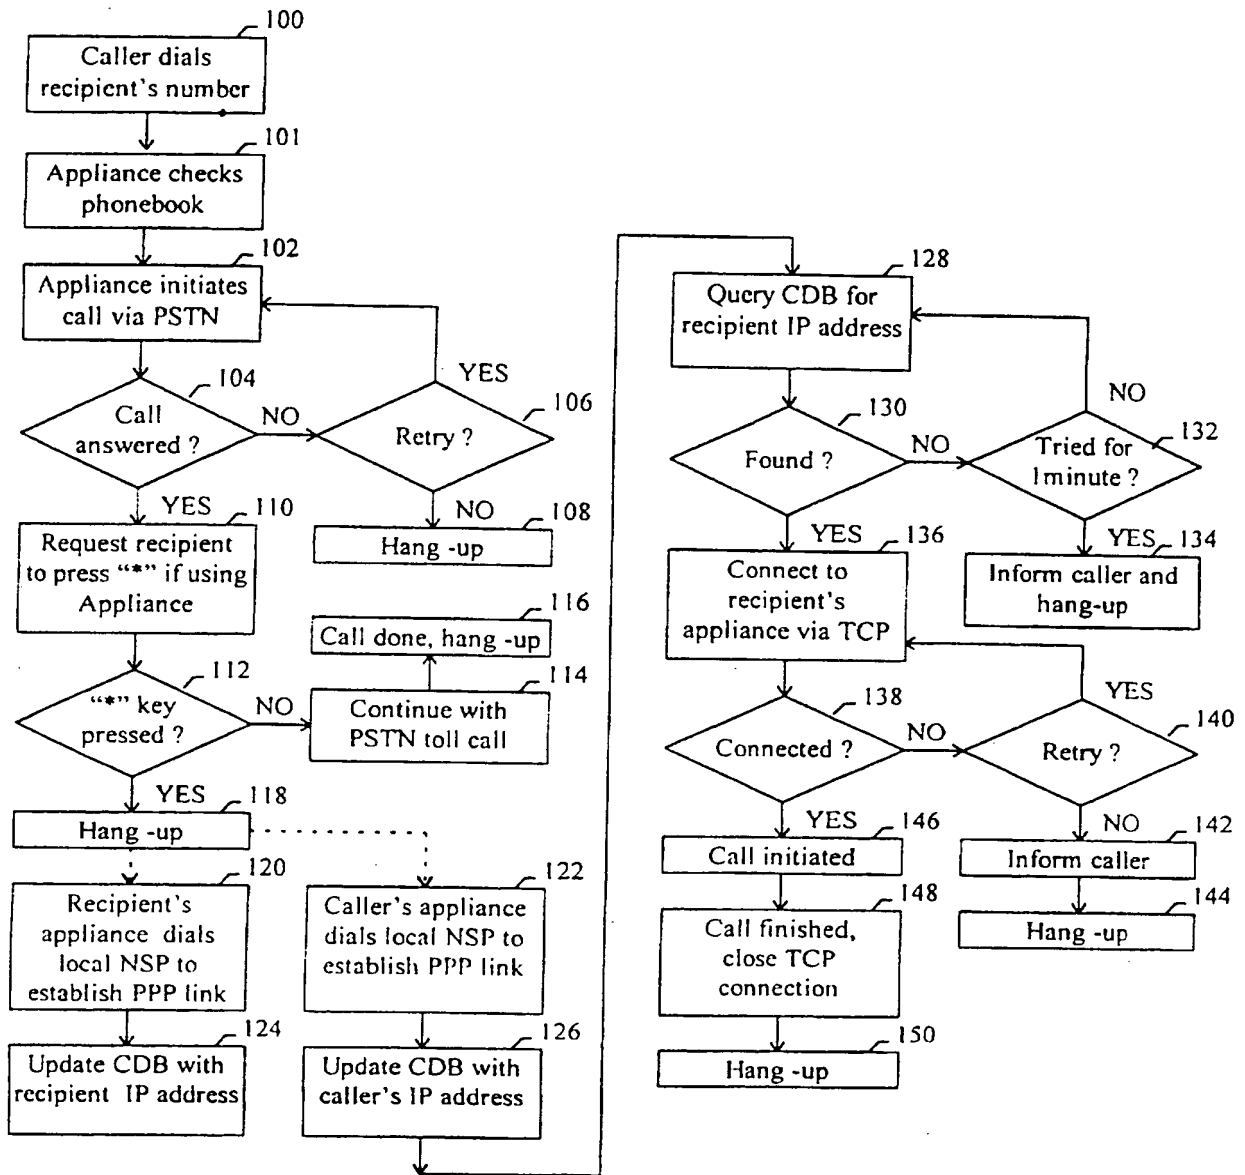 100
Caller dials
recipient's number
101
Appliance checks
phonebook
102
Appliance initiates
call via PSTN
104
Call
answered ?
NO
YES
106
Retry ?
NO
108
Hang -up
YES
110
Request recipient
to press “*” if using
Appliance
112
“*” key
pressed ?
NO
116
Call done, hang -up
114
Continue with
PSTN toll call
YES
118
Hang -up
120
Recipient's
appliance dials
local NSP to
establish PPP link
122
Caller's appliance
dials local NSP to
establish PPP link
124
Update CDB with
recipient IP address
126
Update CDB with
caller's IP address
128
Query CDB for
recipient IP address
130
Found ?
NO
NO
132
Tried for
1minute ?
YES
134
Inform caller and
hang-up
YES
136
Connect to
recipient's
appliance via TCP
138
Connected ?
NO
YES
140
Retry ?
NO
142
Inform caller
144
Hang -up
YES
146
Call initiated
148
Call finished,
close TCP
connection
150
Hang -up